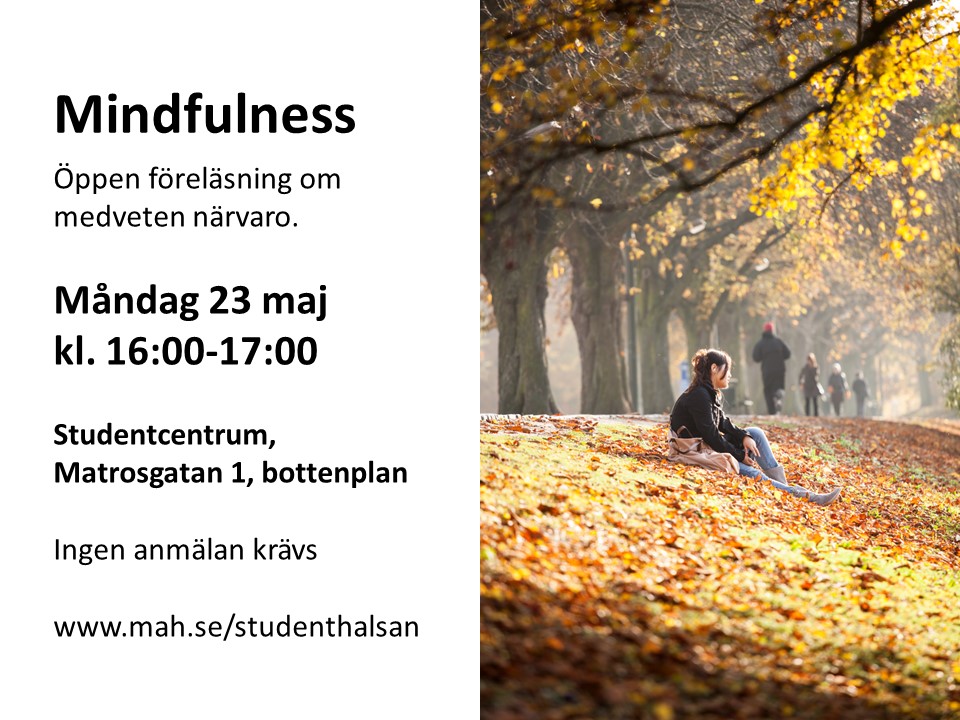 Mindfulness
Öppen föreläsning om
medveten närvaro.
Måndag 23 maj
kl. 16:00-17:00
Studentcentrum,
Matrosgatan 1, bottenplan
Ingen anmälan krävs
www.mah.se/studenthalsan